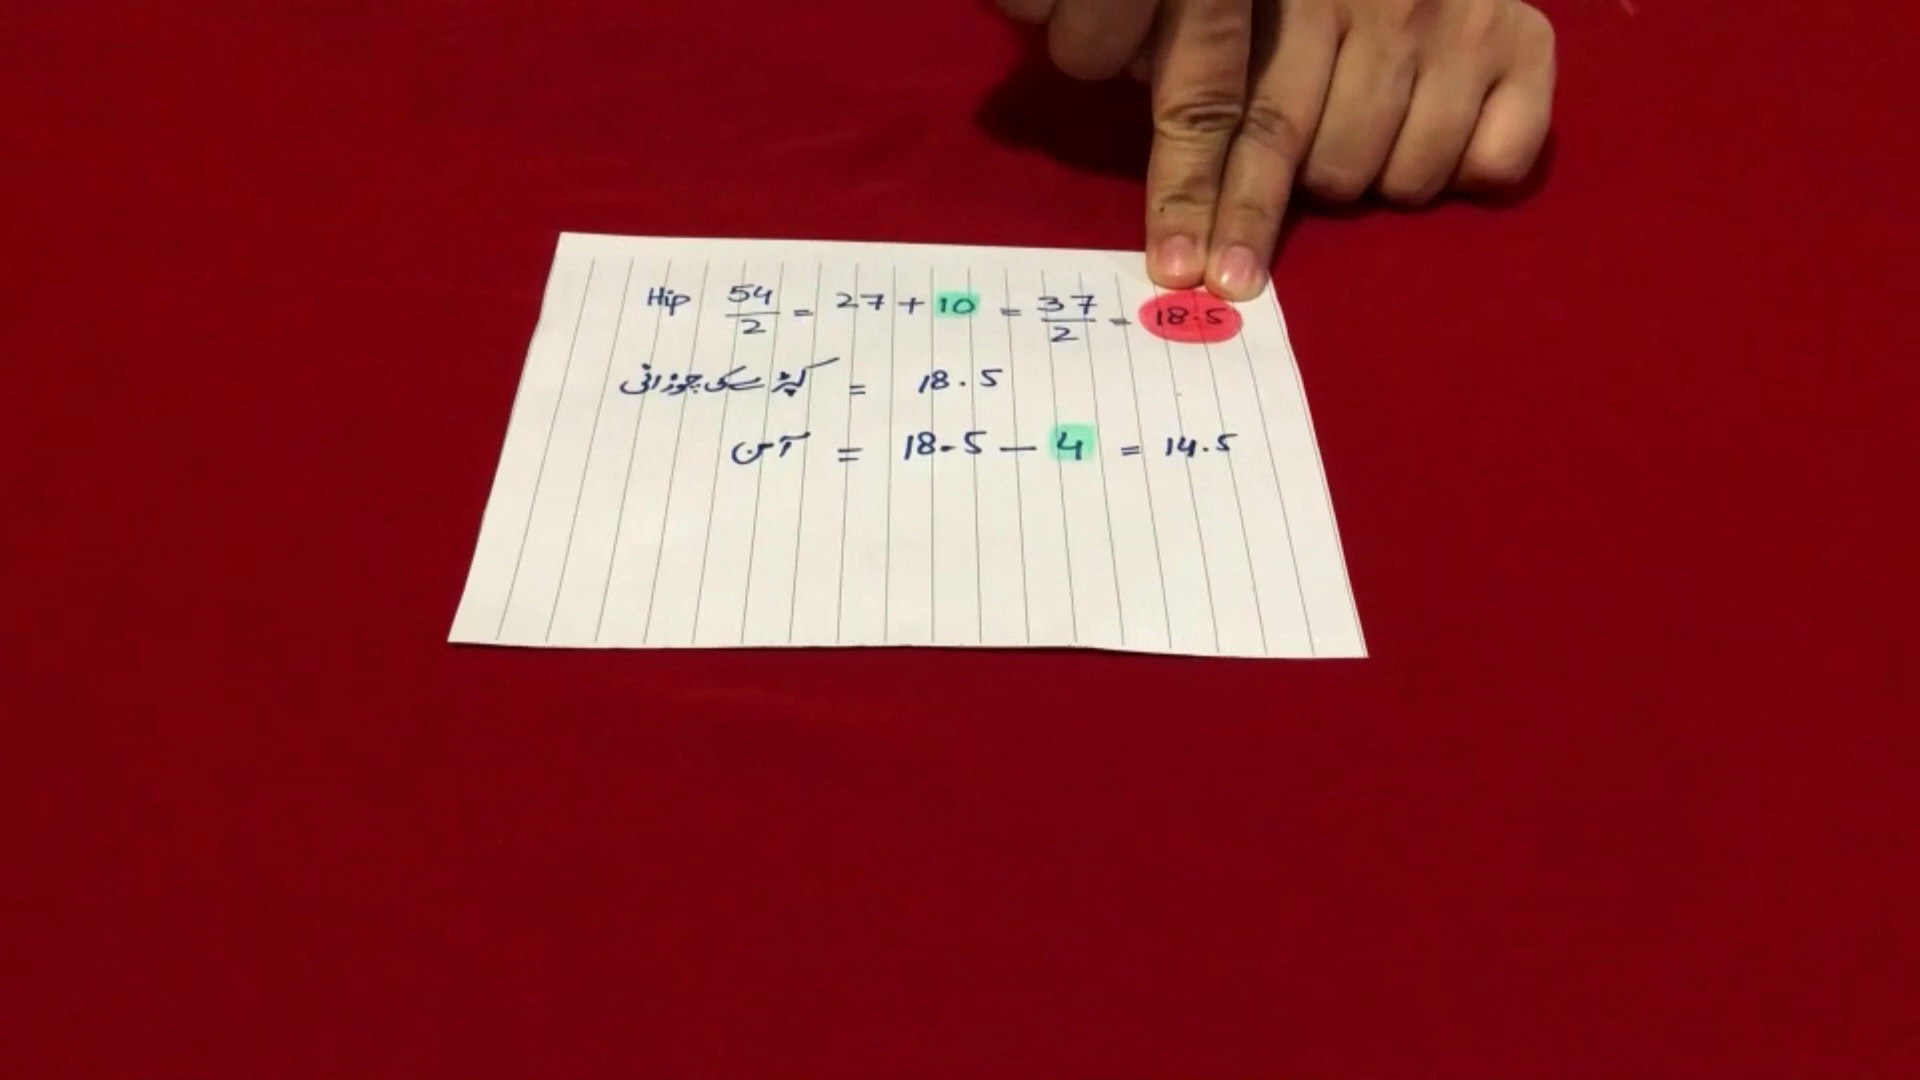 Hip 54/2 = 27 + 10 = 37/2 = 18.5
کپڑے کی چوڑائی = 18.5
آسن = 18.5 – 4 = 14.5